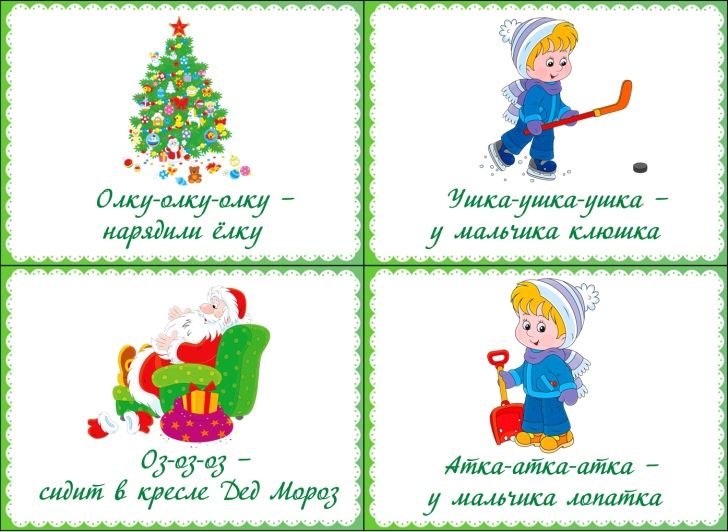 Олку-олку-олку –
нарядили ёлку
Ушка-ушка-ушка –
у мальчика клюшка
Оз-оз-оз –
сидит в кресле Дед Мороз
Атка-атка-атка –
у мальчика лопатка